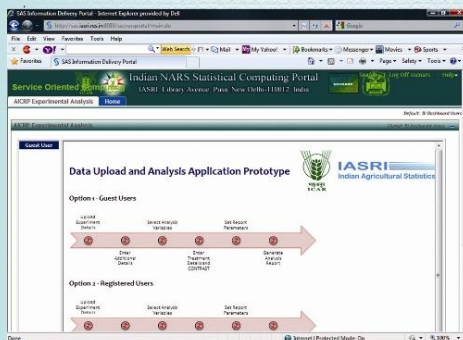 SAS Information Delivery Portal - Internet Explorer provided by Dell
Google
File Edit View Favorites Tools Help
Web Search Mail My Yahoo! Bookmarks Messenger Movies Sports
Favorites SAS Information Delivery Portal
Page Safety Tools
Indian NARS Statistical Computing Portal
Log Off
Service Oriented
IASRI, Library Avenue, Pusa, New Delhi-110012, India
AICRP Experimental Analysis Home
AICRP Experimental Analysis
Guest User
Data Upload and Analysis Application Prototype
IASRI
Indian Agricultural Statistics
ICAR
Option 1 - Guest Users
Upload Experiment Details
Select Analysis Variables
Set Report Parameters
Enter Additional Details
Enter Treatment Details and CONTRAST
Generate Analysis Report
Option 2 - Registered Users
Upload Experiment Details
Select Analysis Variables
Set Report Parameters
Done
Internet | Protected Mode: On
100%